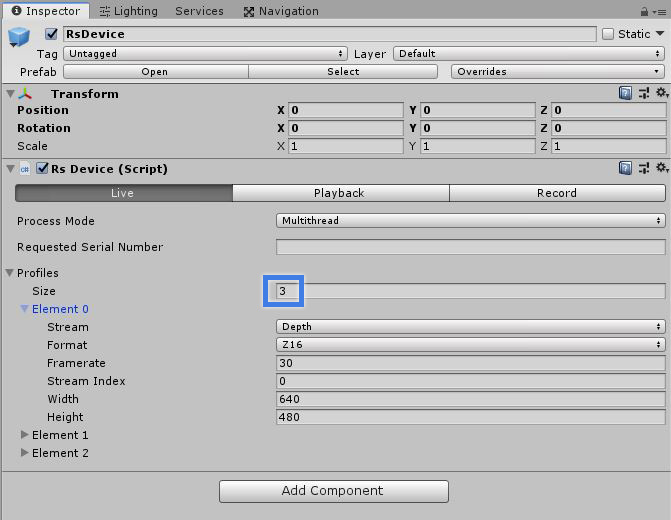 Inspector Lighting Services Navigation
RsDevice Static
Tag Untagged Layer Default
Prefab Open Select Overrides
Transform
Position X 0 Y 0 Z 0
Rotation X 0 Y 0 Z 0
Scale X 1 Y 1 Z 1
c# Rs Device (Script)
Live Playback Record
Process Mode Multithread
Requested Serial Number
Profiles
Size 3
Element 0
Stream Depth
Format Z16
Framerate 30
Stream Index 0
Width 640
Height 480
Element 1
Element 2
Add Component